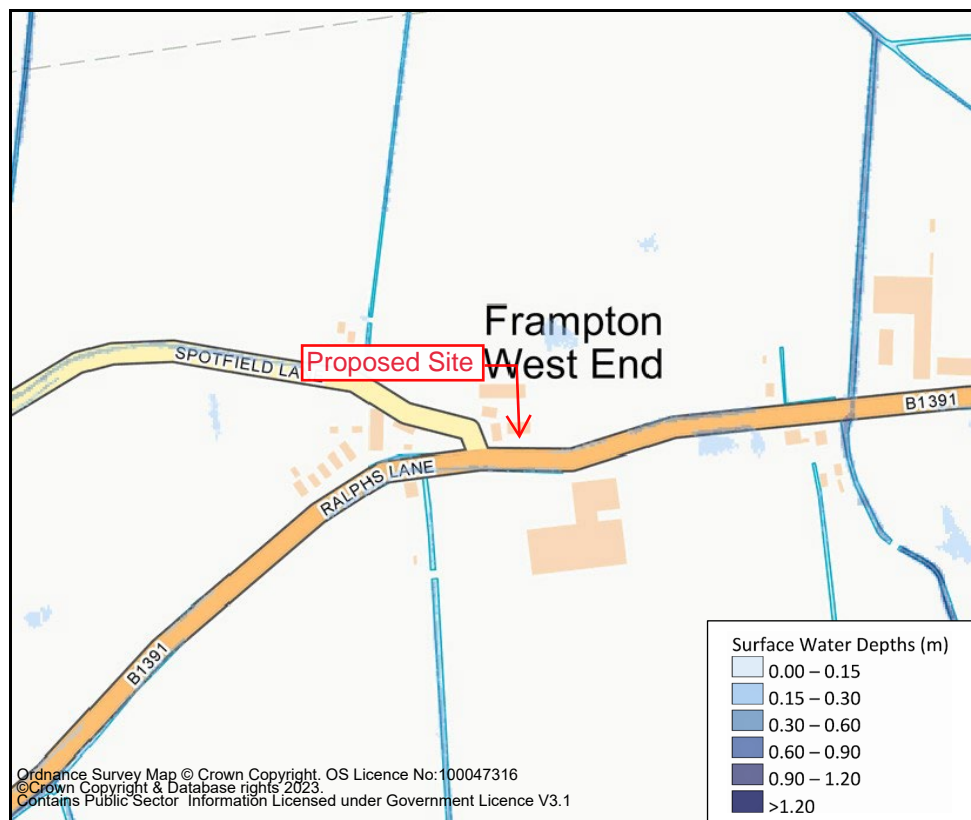 Frampton
West End
SPOTFIELD LA
Proposed Site
B1391
RALPHS LANE
B1391
Surface Water Depths (m)
0.00 – 0.15
0.15 – 0.30
0.30 – 0.60
0.60 – 0.90
0.90 – 1.20
>1.20
Ordnance Survey Map © Crown Copyright. OS Licence No:100047316
©Crown Copyright & Database rights 2023.
Contains Public Sector Information Licensed under Government Licence V3.1